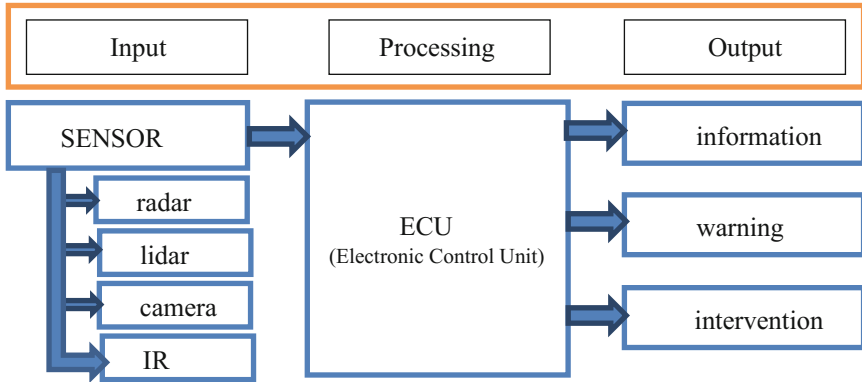 Input
Processing
Output
SENSOR
radar
lidar
camera
IR
ECU
(Electronic Control Unit)
information
warning
intervention